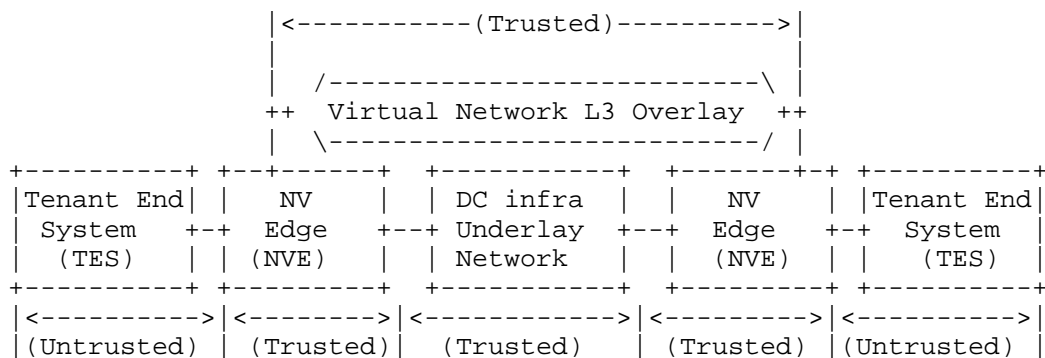 |<-----------(Trusted)---------->|
                    |                                |
                    |  /--------------------------\  |
                    ++  Virtual Network L3 Overlay  ++
                    |  \--------------------------/  |
+----------+ +--+------+  +-----------+  +-------+-+ +----------+
|Tenant End| |   NV    |  | DC infra  |  |   NV    | |Tenant End|
|  System  +-+  Edge   +--+ Underlay  +--+  Edge   +-+  System  |
|   (TES)  | | (NVE)   |  | Network   |  |  (NVE)  | |   (TES)  |
+----------+ +---------+  +-----------+  +---------+ +----------+
|<---------->|<-------->|<------------>|<--------->|<---------->|
|(Untrusted) | (Trusted)|   (Trusted)  | (Trusted) |(Untrusted) |